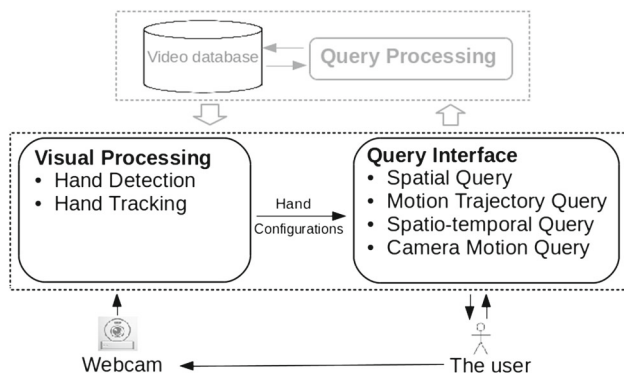 Video database
Query Processing
Visual Processing
• Hand Detection
• Hand Tracking
Hand
Configurations
Query Interface
• Spatial Query
• Motion Trajectory Query
• Spatio-temporal Query
• Camera Motion Query
Webcam
The user